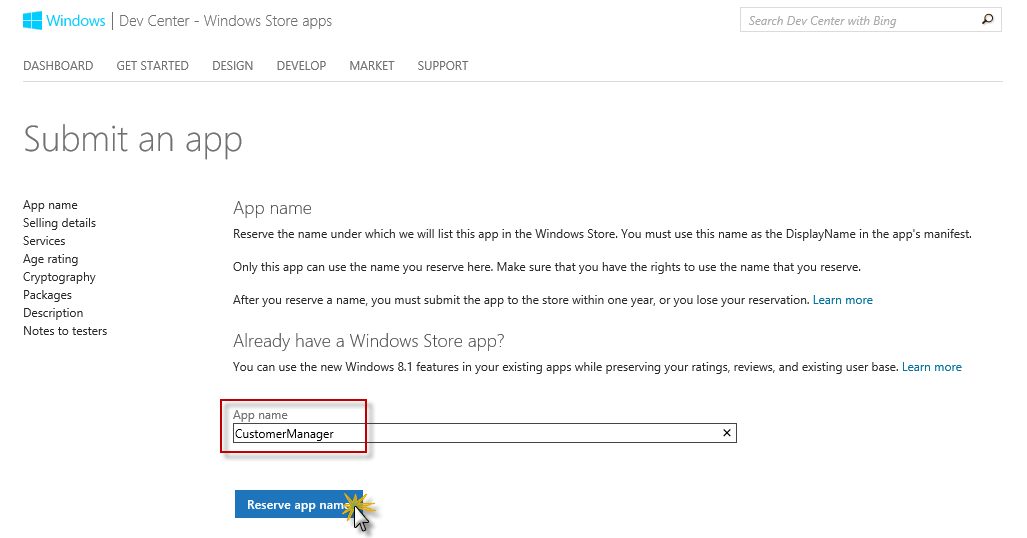 Windows | Dev Center - Windows Store apps
Search Dev Center with Bing
DASHBOARD GET STARTED DESIGN DEVELOP MARKET SUPPORT
Submit an app
App name
Selling details
Services
Age rating
Cryptography
Packages
Description
Notes to testers
App name
Reserve the name under which we will list this app in the Windows Store. You must use this name as the DisplayName in the app's manifest.
Only this app can use the name you reserve here. Make sure that you have the rights to use the name that you reserve.
After you reserve a name, you must submit the app to the store within one year, or you lose your reservation. Learn more
Already have a Windows Store app?
You can use the new Windows 8.1 features in your existing apps while preserving your ratings, reviews, and existing user base. Learn more
App name
CustomerManager
Reserve app name